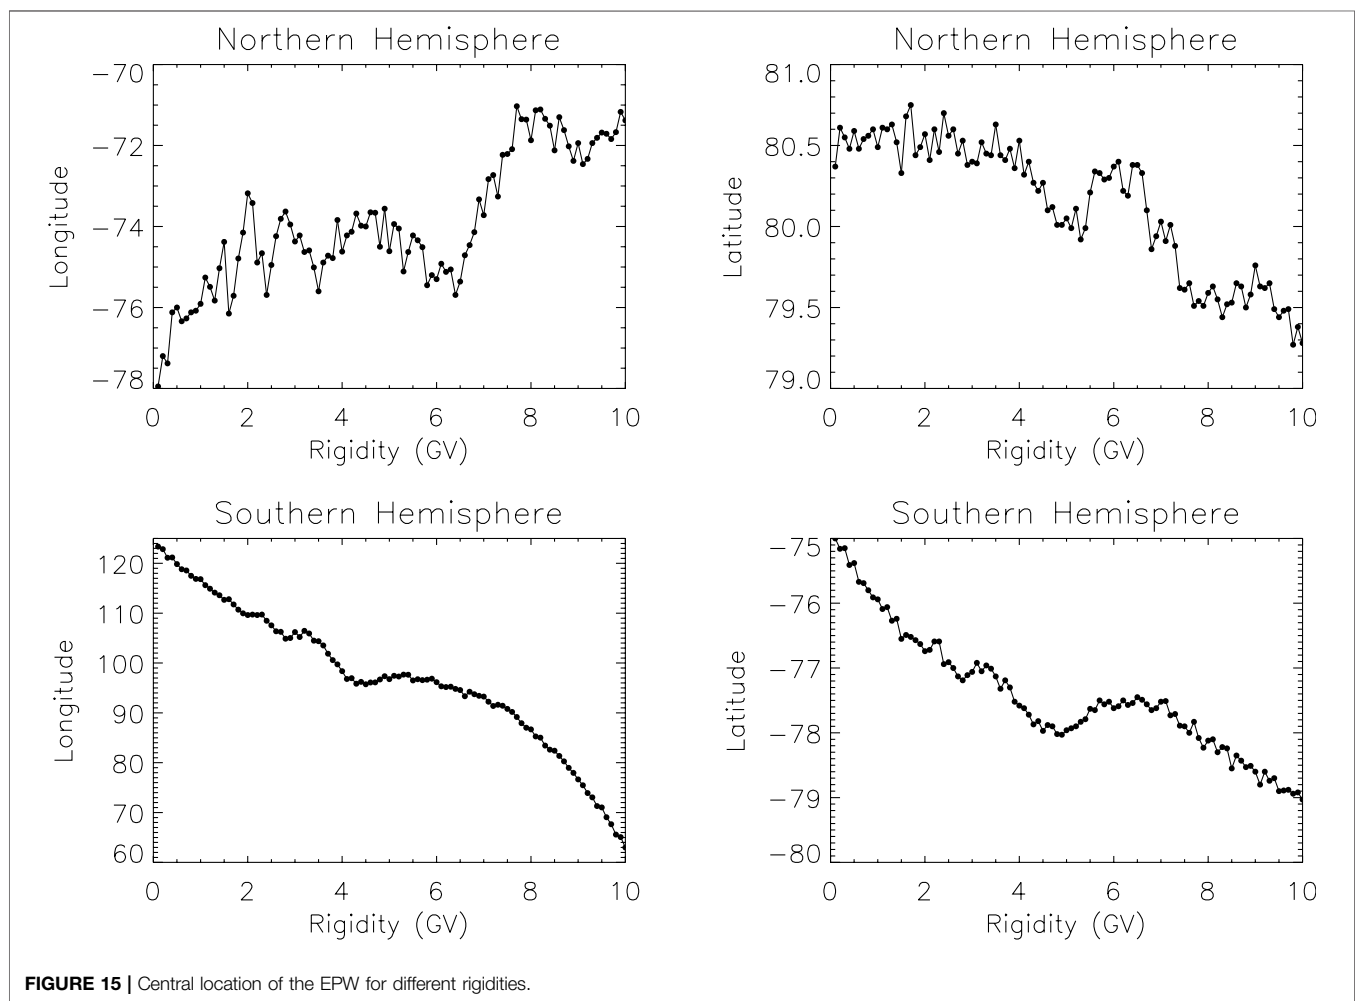 Northern Hemisphere
−70
−72
−74
−76
−78
Longitude
0 2 4 6 8 10
Rigidity (GV)
Northern Hemisphere
81.0
80.5
80.0
79.5
79.0
Latitude
0 2 4 6 8 10
Rigidity (GV)
Southern Hemisphere
120
110
100
90
80
70
60
Longitude
0 2 4 6 8 10
Rigidity (GV)
Southern Hemisphere
−75
−76
−77
−78
−79
−80
Latitude
0 2 4 6 8 10
Rigidity (GV)
FIGURE 15 | Central location of the EPW for different rigidities.